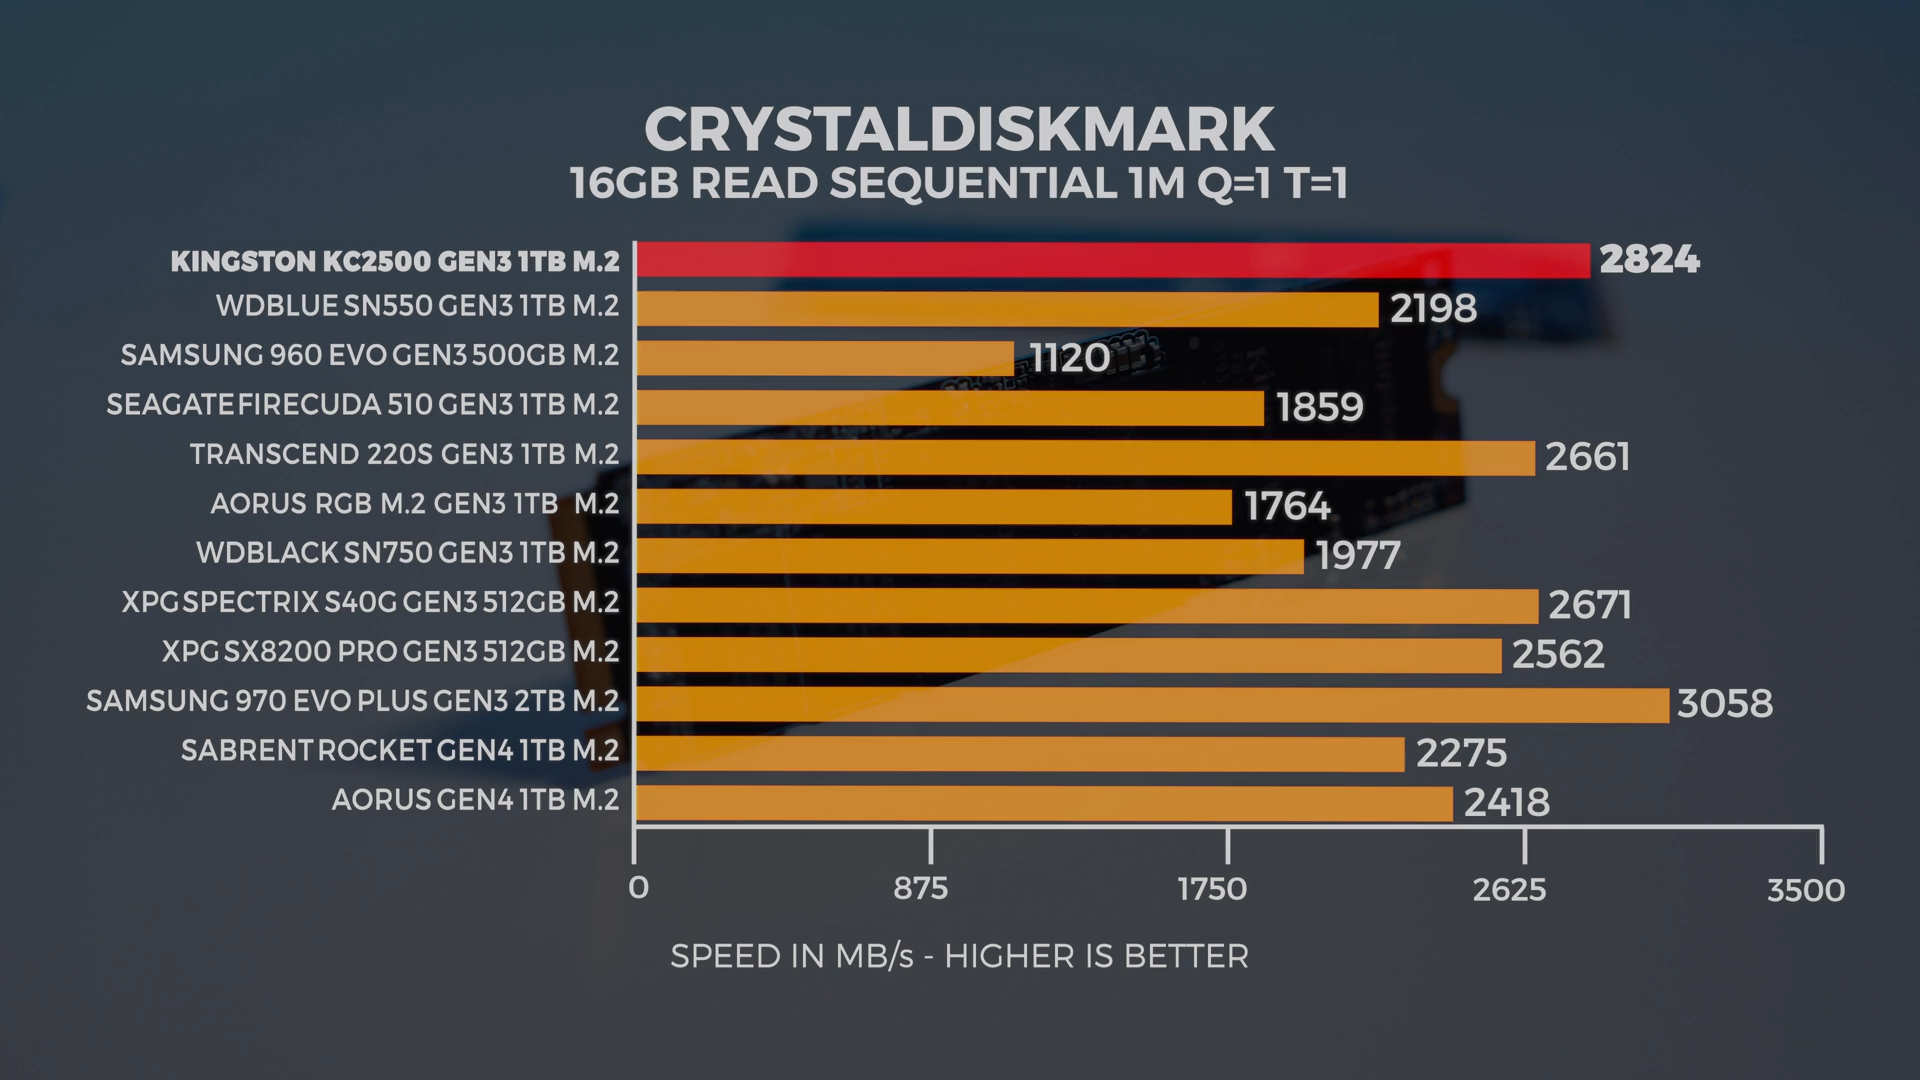 CRYSTALDISKMARK
16GB READ SEQUENTIAL 1M Q=1 T=1
KINGSTON KC2500 GEN3 1TB M.2 2824
WDBLUE SN550 GEN3 1TB M.2 2198
SAMSUNG 960 EVO GEN3 500GB M.2 1120
SEAGATE FIRECUDA 510 GEN3 1TB M.2 1859
TRANSCEND 220S GEN3 1TB M.2 2661
AORUS RGB M.2 GEN3 1TB M.2 1764
WDBLACK SN750 GEN3 1TB M.2 1977
XPG SPECTRIX S40G GEN3 512GB M.2 2671
XPG SX8200 PRO GEN3 512GB M.2 2562
SAMSUNG 970 EVO PLUS GEN3 2TB M.2 3058
SABRENT ROCKET GEN4 1TB M.2 2275
AORUS GEN4 1TB M.2 2418
0 875 1750 2625 3500
SPEED IN MB/s - HIGHER IS BETTER